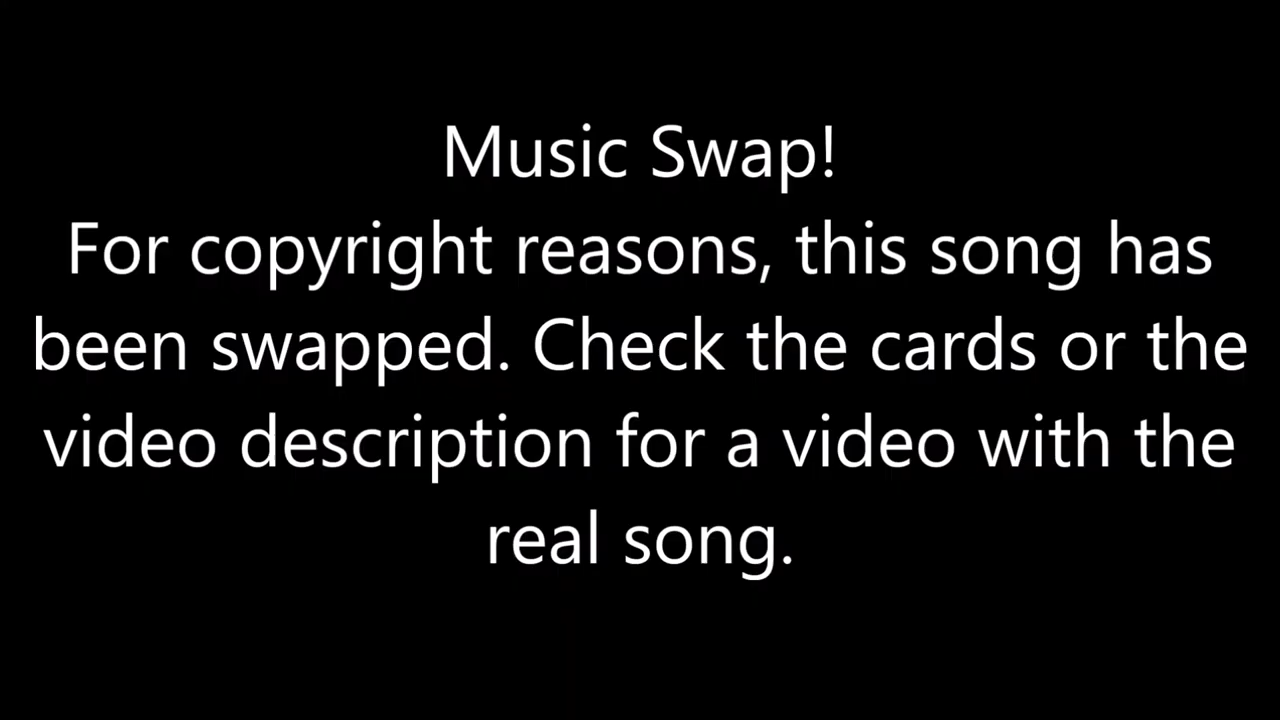 Music Swap!
For copyright reasons, this song has
been swapped. Check the cards or the
video description for a video with the
real song.